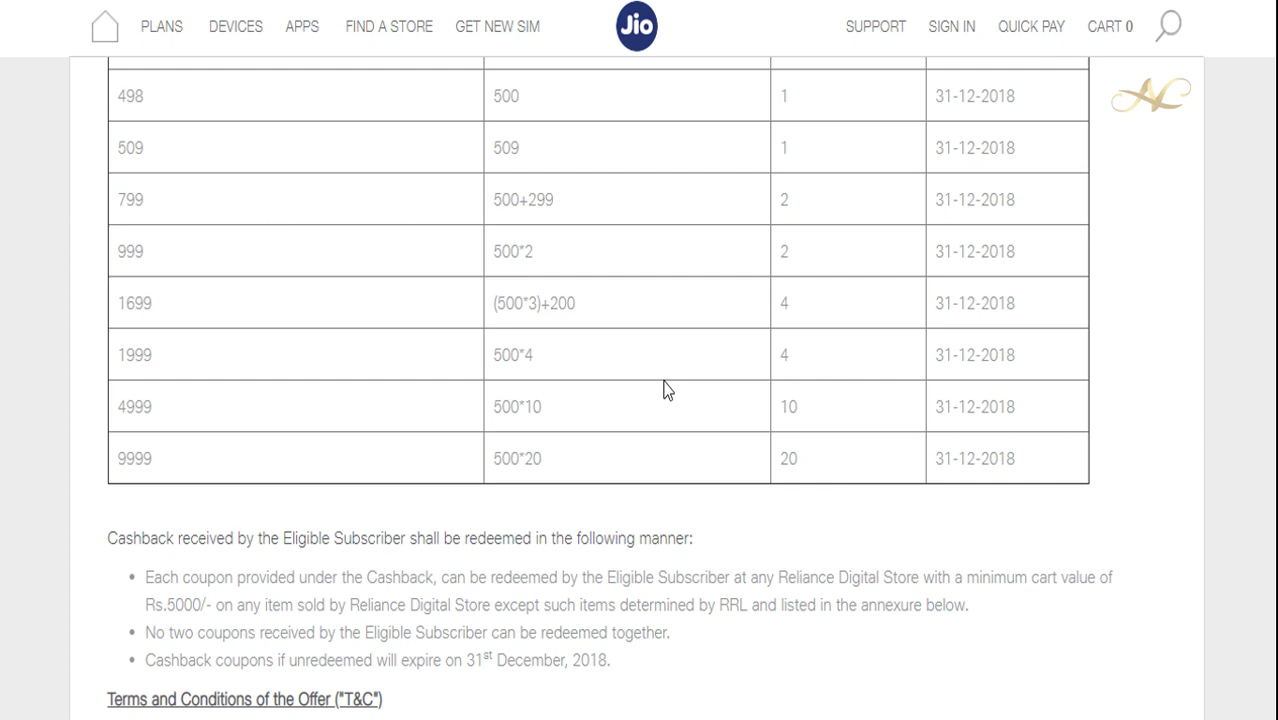 PLANS DEVICES APPS FIND A STORE GET NEW SIM Jio SUPPORT SIGN IN QUICK PAY CART 0
498 500 1 31-12-2018
509 509 1 31-12-2018
799 500+299 2 31-12-2018
999 500*2 2 31-12-2018
1699 (500*3)+200 4 31-12-2018
1999 500*4 4 31-12-2018
4999 500*10 10 31-12-2018
9999 500*20 20 31-12-2018
Cashback received by the Eligible Subscriber shall be redeemed in the following manner:
• Each coupon provided under the Cashback, can be redeemed by the Eligible Subscriber at any Reliance Digital Store with a minimum cart value of
Rs.5000/- on any item sold by Reliance Digital Store except such items determined by RRL and listed in the annexure below.
• No two coupons received by the Eligible Subscriber can be redeemed together.
• Cashback coupons if unredeemed will expire on 31st December, 2018.
Terms and Conditions of the Offer ("T&C")